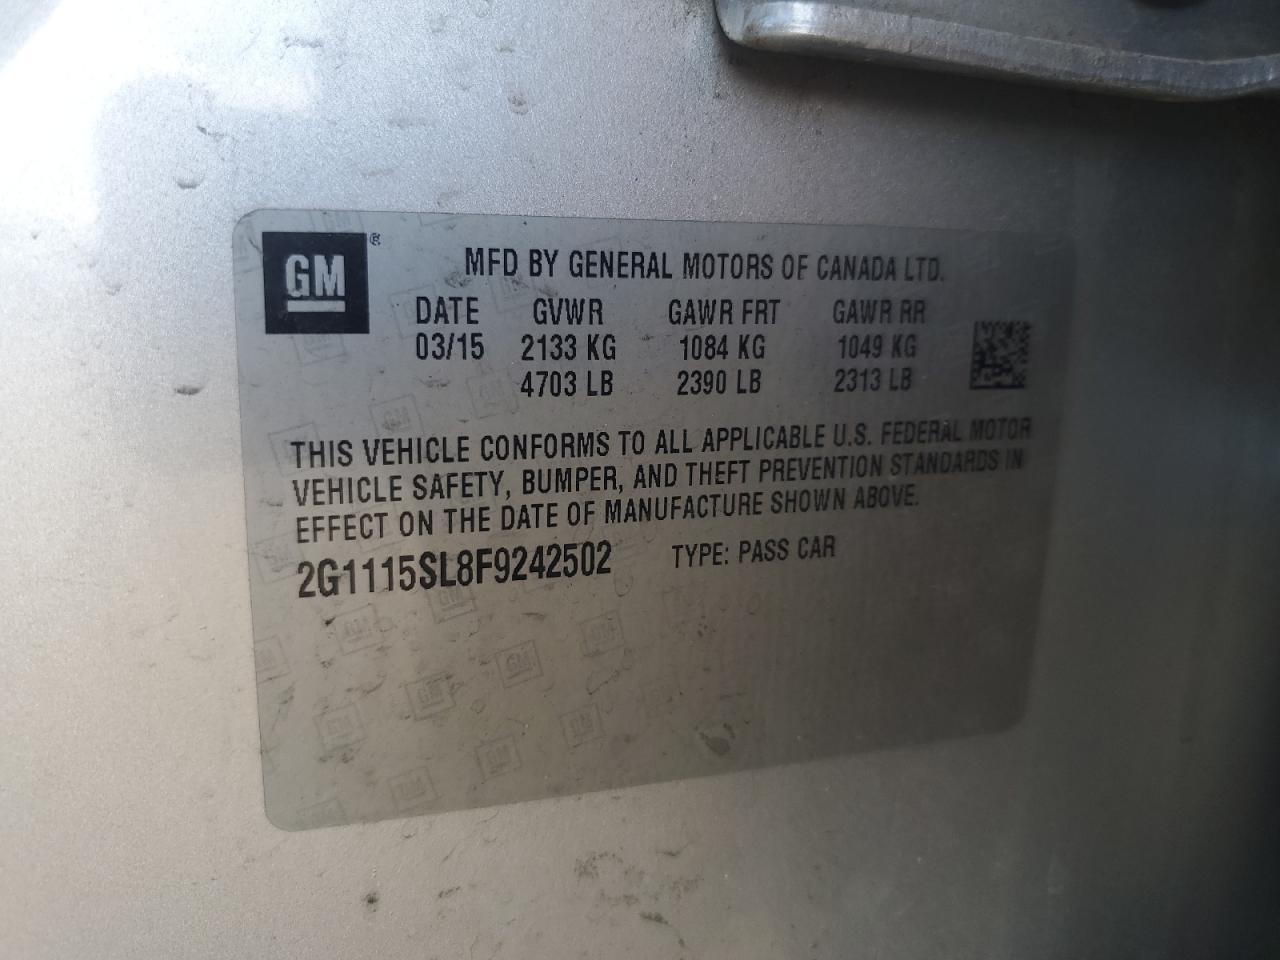 GM ®
MFD BY GENERAL MOTORS OF CANADA LTD.
DATE GVWR GAWR FRT GAWR RR
03/15 2133 KG 1084 KG 1049 KG
4703 LB 2390 LB 2313 LB
THIS VEHICLE CONFORMS TO ALL APPLICABLE U.S. FEDERAL MOTOR
VEHICLE SAFETY, BUMPER, AND THEFT PREVENTION STANDARDS IN
EFFECT ON THE DATE OF MANUFACTURE SHOWN ABOVE.
2G1115SL8F9242502 TYPE: PASS CAR